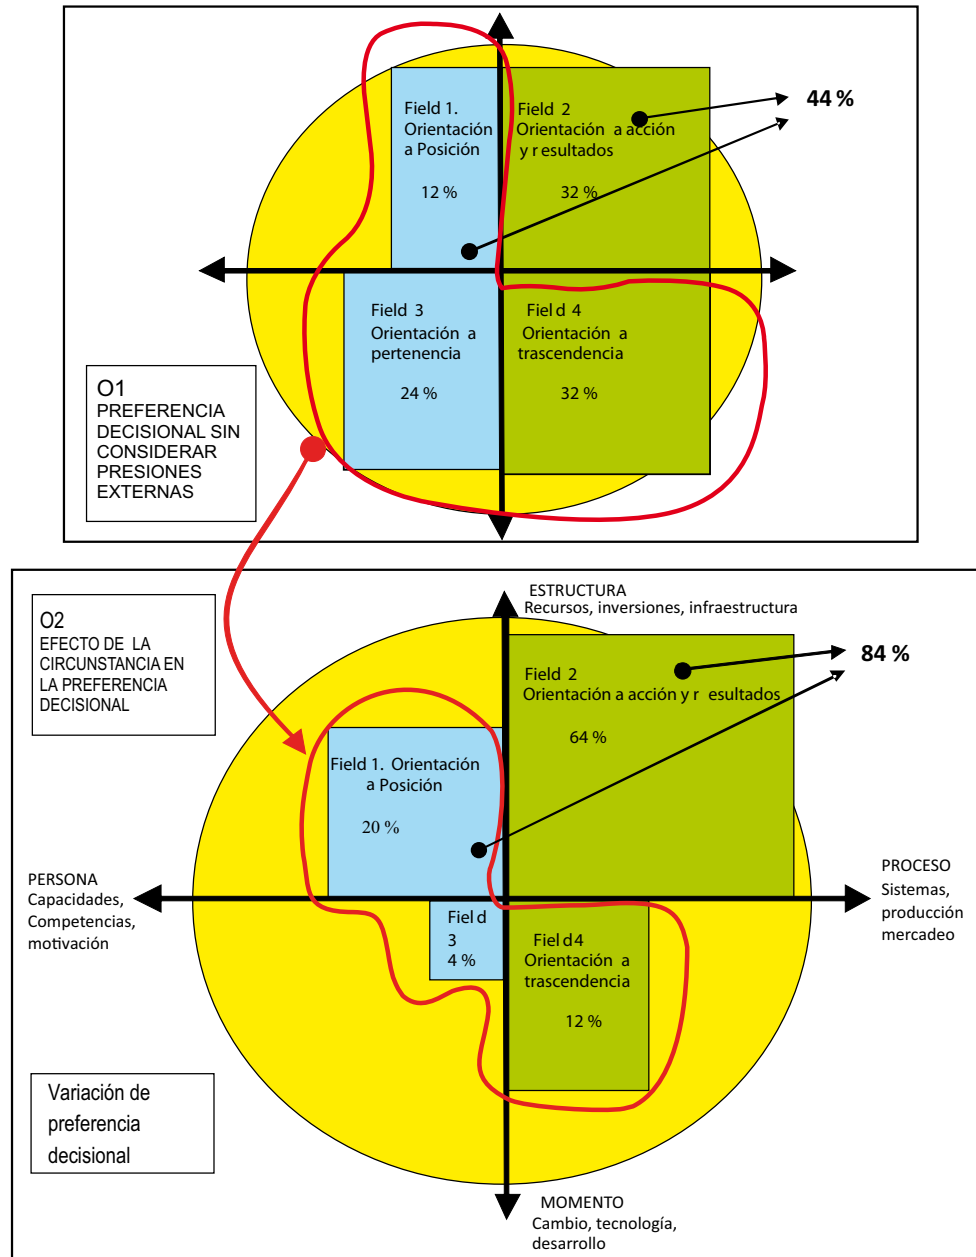 Field 1.
Orientación
a Posición
12 %
Field 2
Orientación a acción
y r esultados
32 %
44 %
Field 3
Orientación a
pertenencia
24 %
Fiel d 4
Orientación a
trascendencia
32 %
O1
PREFERENCIA
DECISIONAL SIN
CONSIDERAR
PRESIONES
EXTERNAS
O2
EFECTO DE LA
CIRCUNSTANCIA EN
LA PREFERENCIA
DECISIONAL
ESTRUCTURA
Recursos, inversiones, infraestructura
Field 2
Orientación a acción y r esultados
64 %
84 %
Field 1. Orientación
a Posición
20 %
PERSONA
Capacidades,
Competencias,
motivación
PROCESO
Sistemas,
producción
mercadeo
Fiel d
3
4 %
Fiel d4
Orientación a
trascendencia
12 %
Variación de
preferencia
decisional
MOMENTO
Cambio, tecnología,
desarrollo